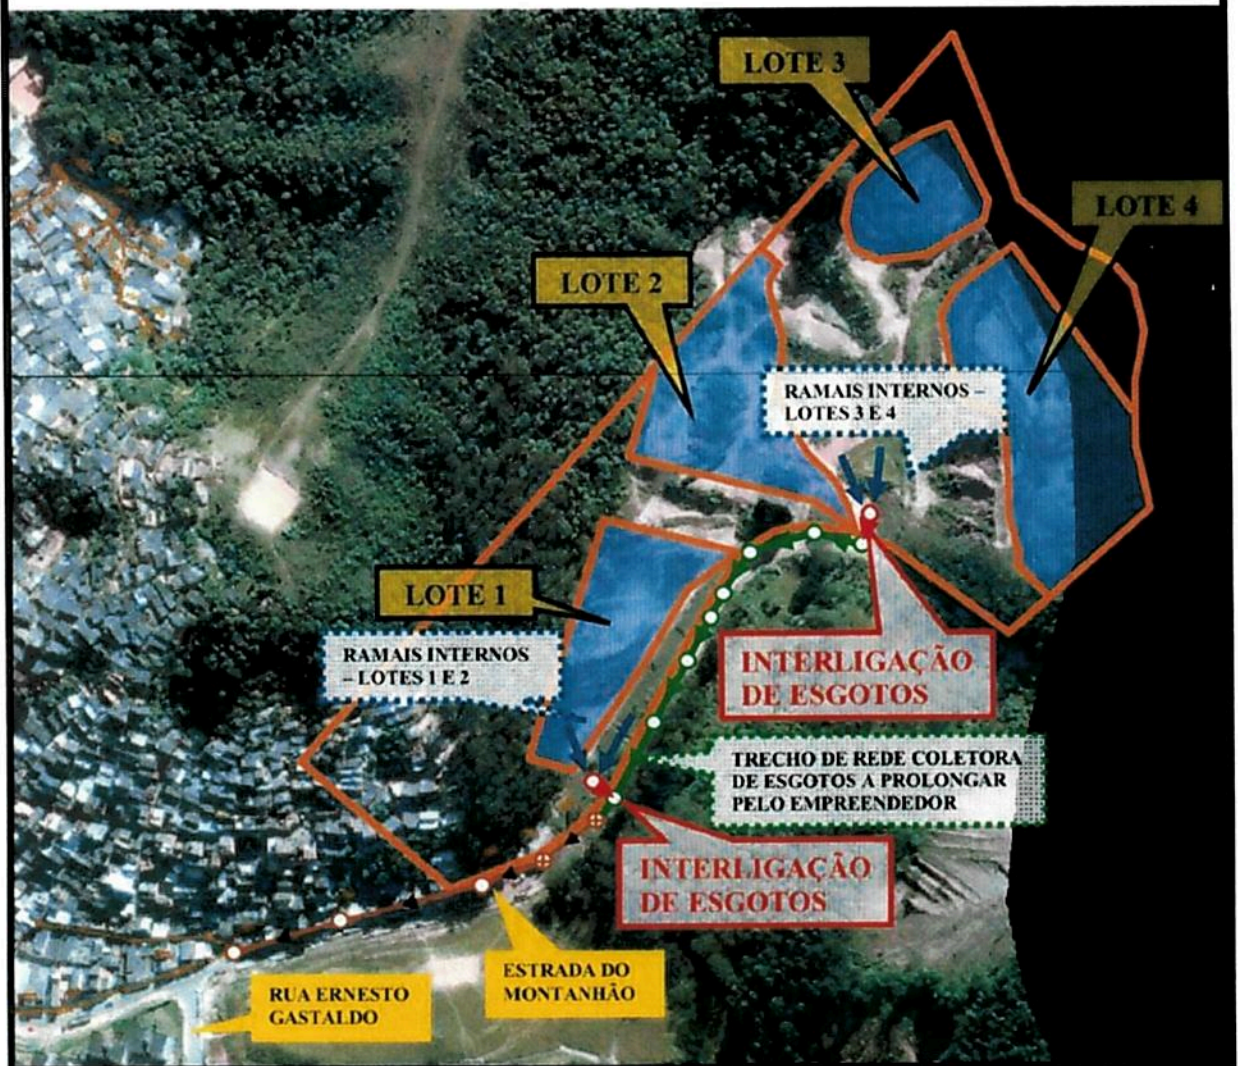 LOTE 3
LOTE 4
LOTE 2
RAMAIS INTERNOS –
LOTES 3 E 4
LOTE 1
RAMAIS INTERNOS
– LOTES 1 E 2
INTERLIGAÇÃO
DE ESGOTOS
TRECHO DE REDE COLETORA
DE ESGOTOS A PROLONGAR
PELO EMPREENDEDOR
INTERLIGAÇÃO
DE ESGOTOS
ESTRADA DO
MONTANHÃO
RUA ERNESTO
GASTALDO